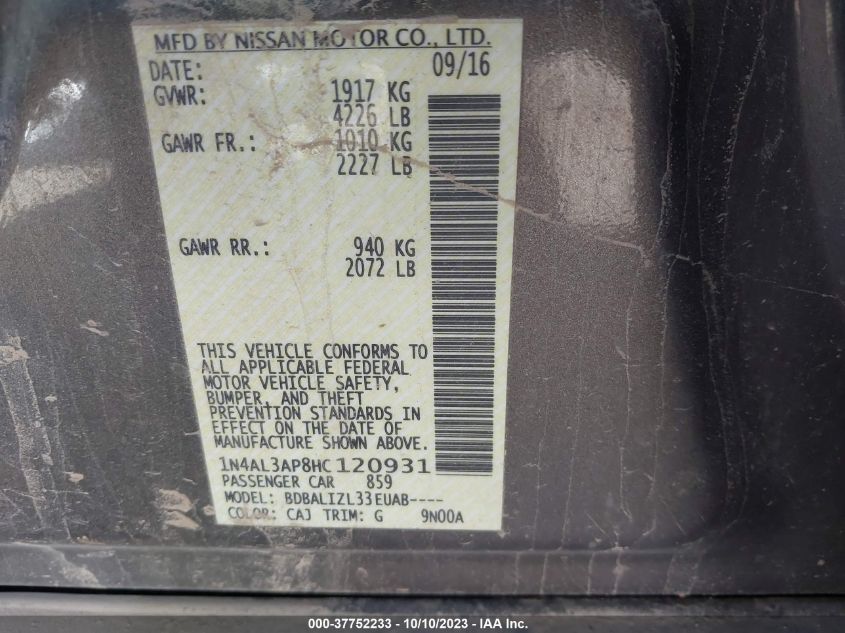 MFD BY NISSAN MOTOR CO., LTD.
DATE: 09/16
GVWR: 1917 KG
4226 LB
GAWR FR.: 1010 KG
2227 LB
GAWR RR.: 940 KG
2072 LB
THIS VEHICLE CONFORMS TO
ALL APPLICABLE FEDERAL
MOTOR VEHICLE SAFETY,
BUMPER, AND THEFT
PREVENTION STANDARDS IN
EFFECT ON THE DATE OF
MANUFACTURE SHOWN ABOVE.
1N4AL3AP8HC120931
PASSENGER CAR 859
MODEL: BDBALIZL33EUAB----
COLOR: CAJ TRIM: G 9N00A
000-37752233 - 10/10/2023 - IAA Inc.